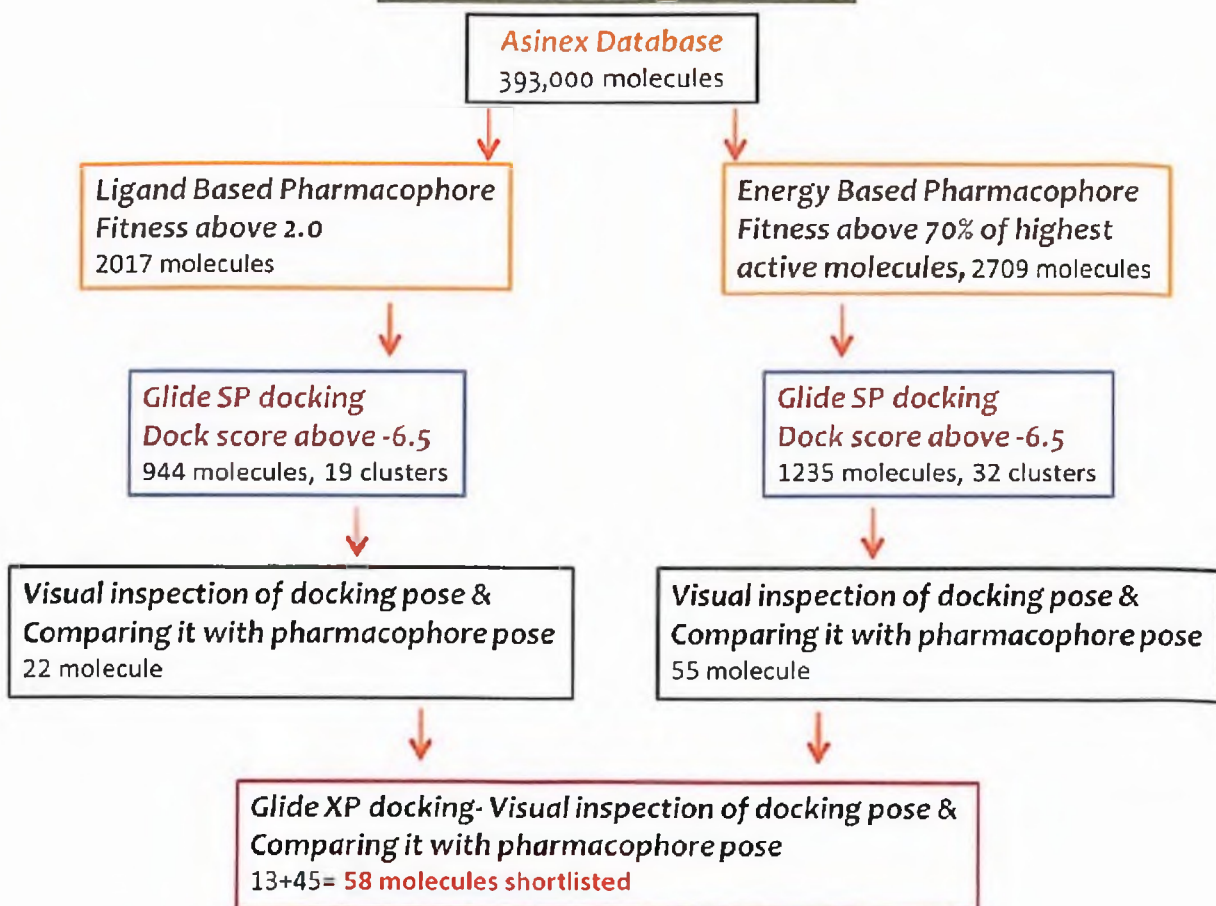 Asinex Database
393,000 molecules
Ligand Based Pharmacophore
Fitness above 2.0
2017 molecules
Energy Based Pharmacophore
Fitness above 70% of highest
active molecules, 2709 molecules
Glide SP docking
Dock score above -6.5
944 molecules, 19 clusters
Glide SP docking
Dock score above -6.5
1235 molecules, 32 clusters
Visual inspection of docking pose &
Comparing it with pharmacophore pose
22 molecule
Visual inspection of docking pose &
Comparing it with pharmacophore pose
55 molecule
Glide XP docking- Visual inspection of docking pose &
Comparing it with pharmacophore pose
13+45= 58 molecules shortlisted